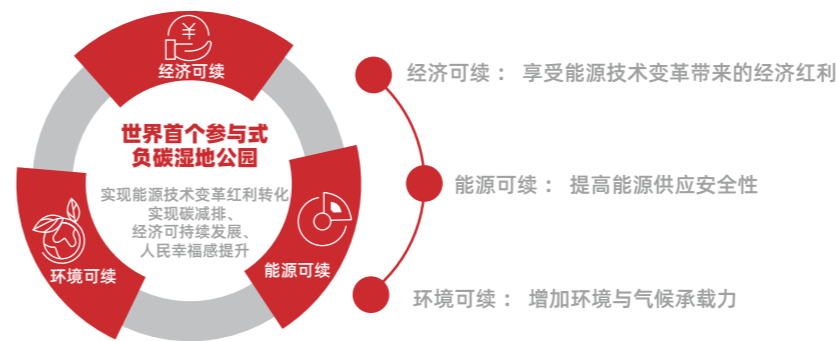 ¥
经济可续
世界首个参与式
负碳湿地公园
实现能源技术变革红利转化
实现碳减排、
经济可持续发展、
人民幸福感提升
环境可续
能源可续
经济可续： 享受能源技术变革带来的经济红利
能源可续： 提高能源供应安全性
环境可续： 增加环境与气候承载力